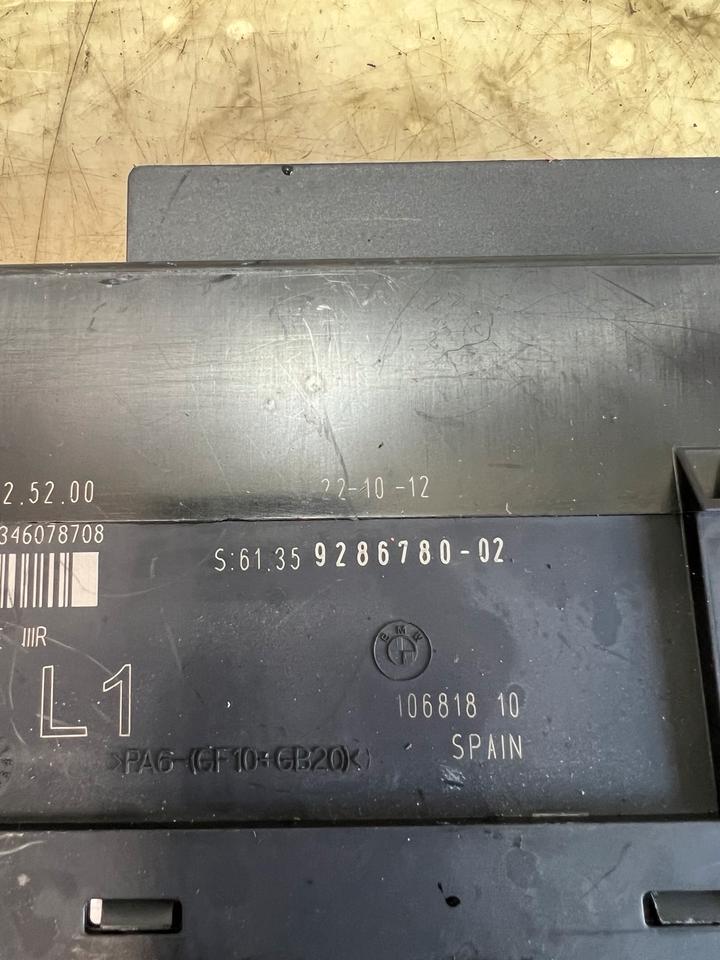 2.52.00
22-10-12
346078708
S:61.35 9286780-02
IIIR
BMW
L1
106818 10
SPAIN
>PA6-(GF10+GB20)<